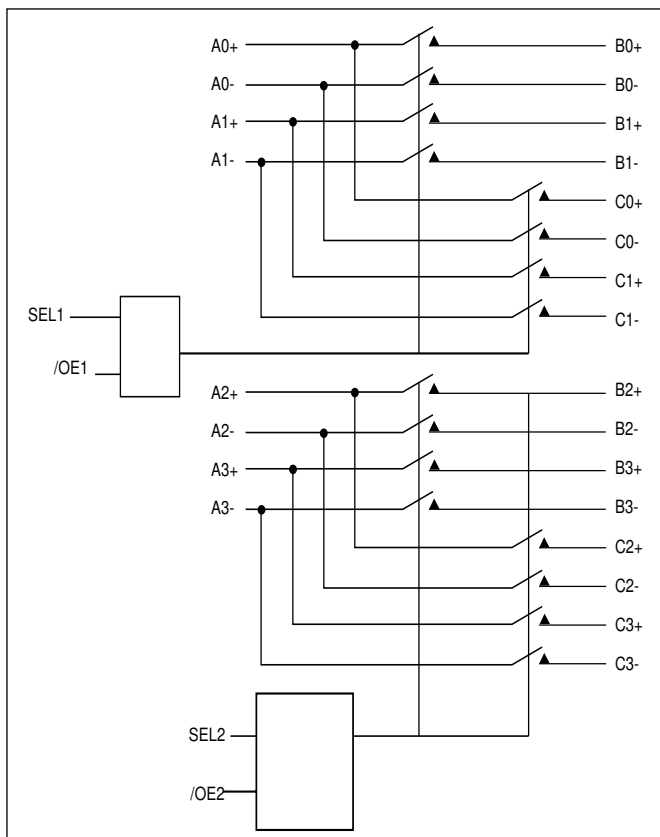 A0+ B0+
A0- B0-
A1+ B1+
A1- B1-
C0+
C0-
C1+
SEL1 C1-
/OE1
A2+ B2+
A2- B2-
A3+ B3+
A3- B3-
C2+
C2-
C3+
C3-
SEL2
/OE2